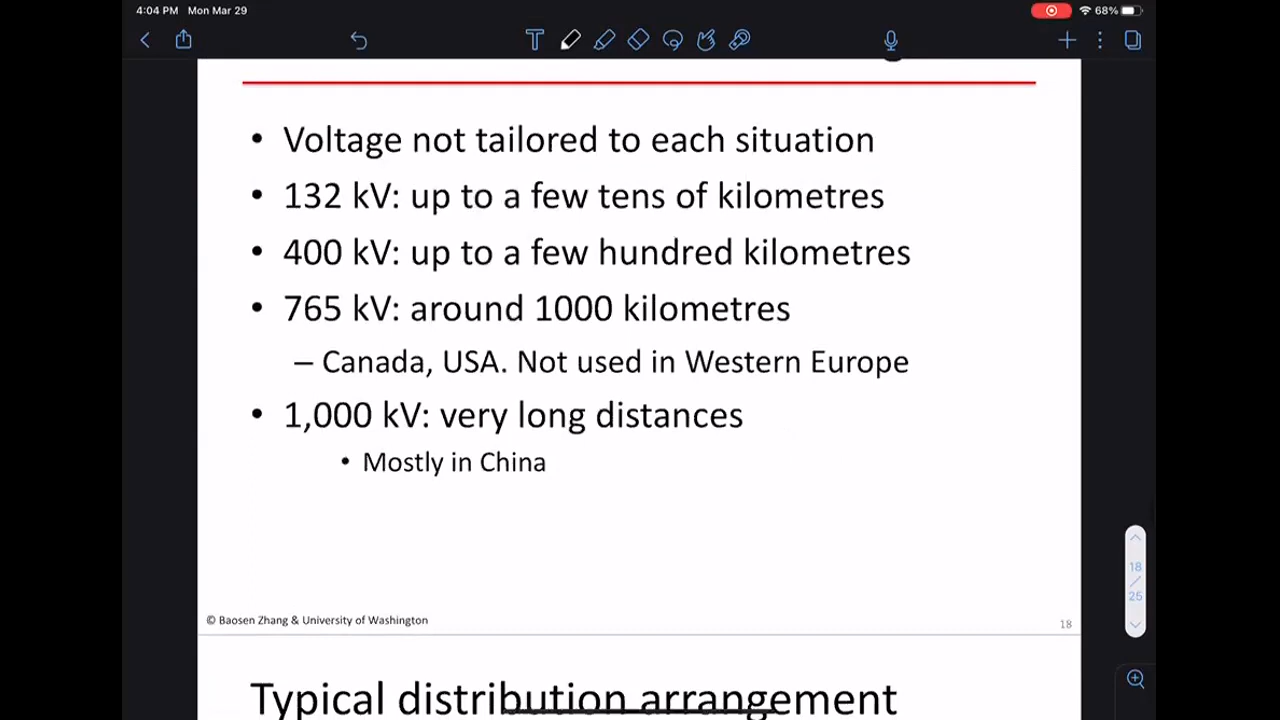 4:04 PM Mon Mar 29
68%
• Voltage not tailored to each situation
• 132 kV: up to a few tens of kilometres
• 400 kV: up to a few hundred kilometres
• 765 kV: around 1000 kilometres
– Canada, USA. Not used in Western Europe
• 1,000 kV: very long distances
• Mostly in China
18
/
25
© Baosen Zhang & University of Washington
18
Typical distribution arrangement